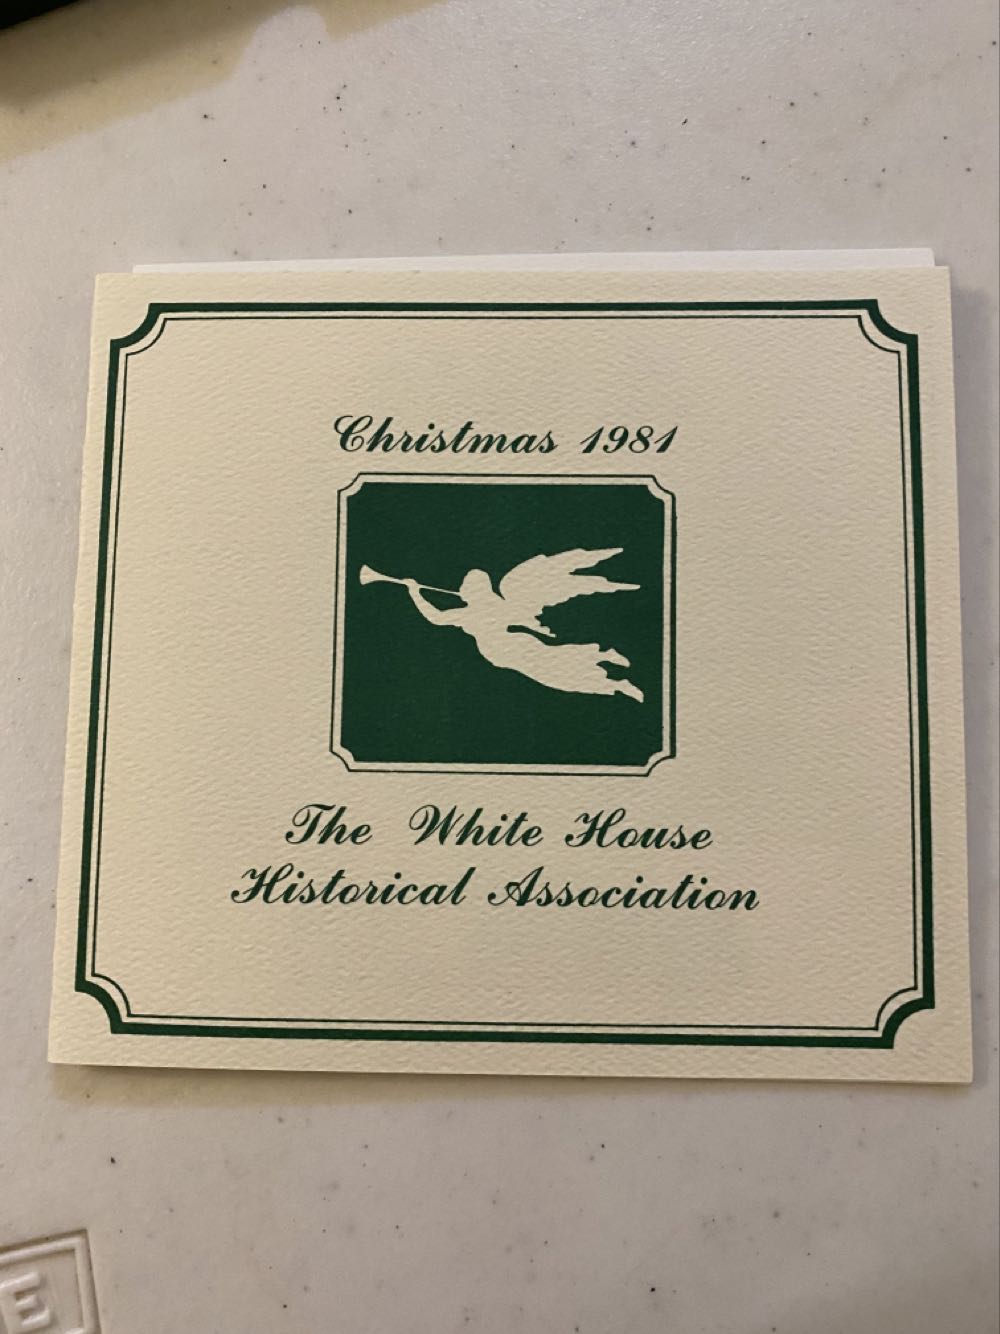 Christmas 1981
The White House
Historical Association
E